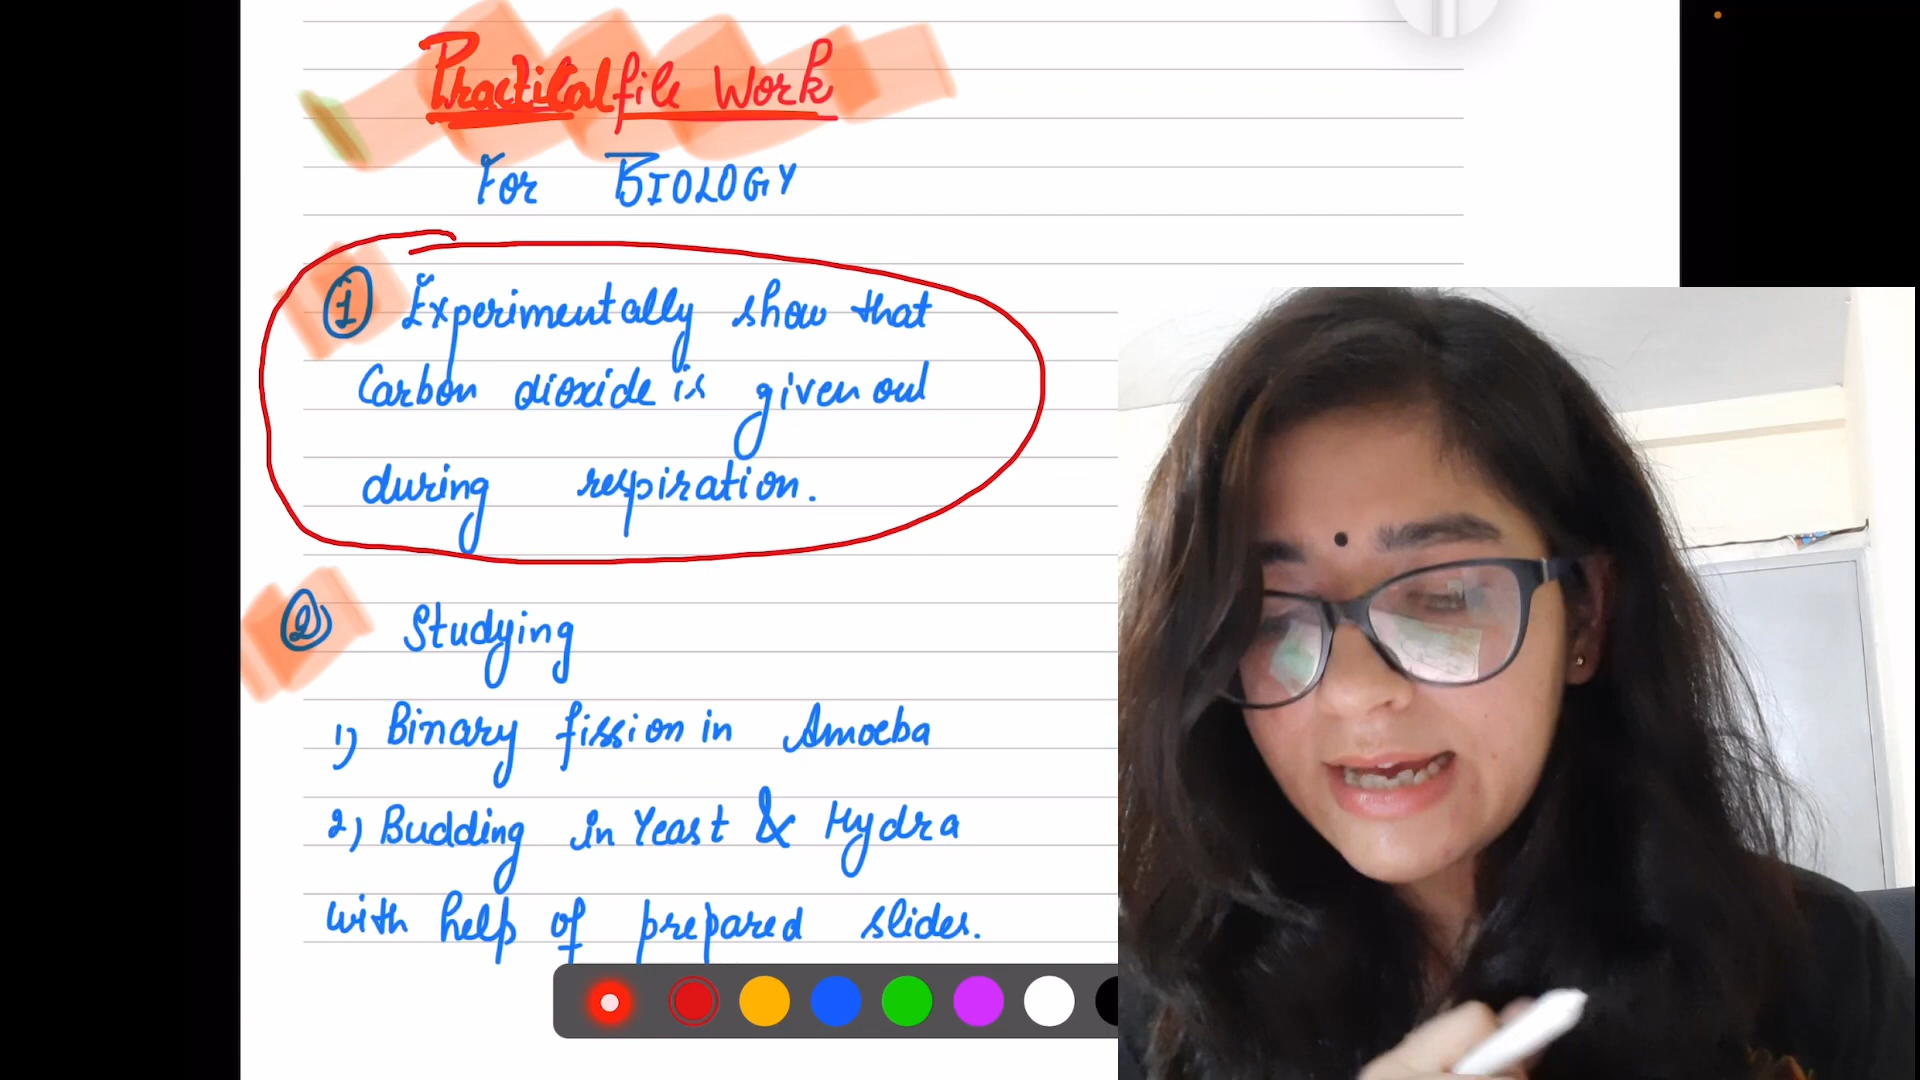 Practical file Work
For BIOLOGY
1 Experimentally show that
Carbon dioxide is given out
during respiration.
2 Studying
1) Binary fission in Amoeba
2) Budding in Yeast & Hydra
with help of prepared slides.